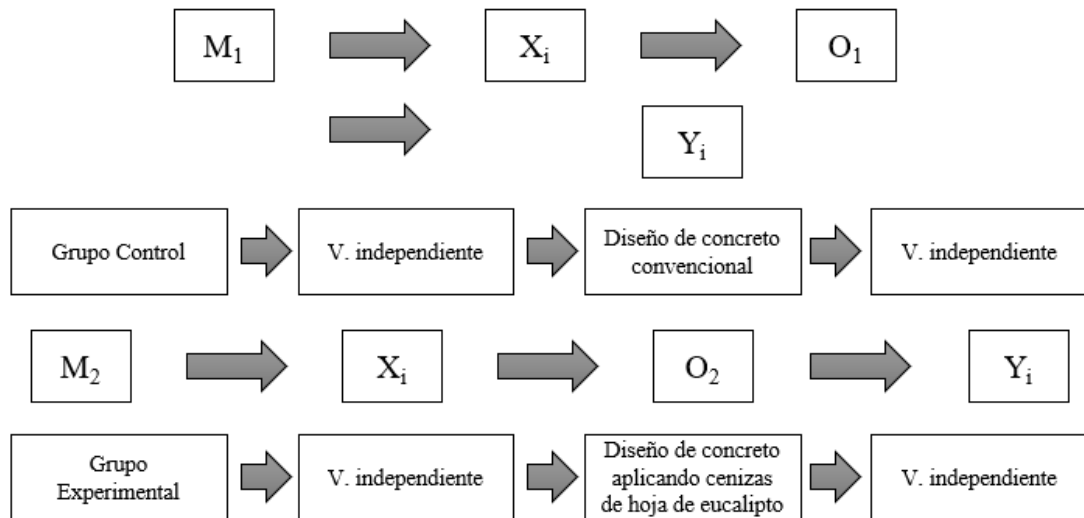 M₁
Xᵢ
O₁
Yᵢ
Grupo Control
V. independiente
Diseño de concreto
convencional
V. independiente
M₂
Xᵢ
O₂
Yᵢ
Grupo
Experimental
V. independiente
Diseño de concreto
aplicando cenizas
de hoja de eucalipto
V. independiente